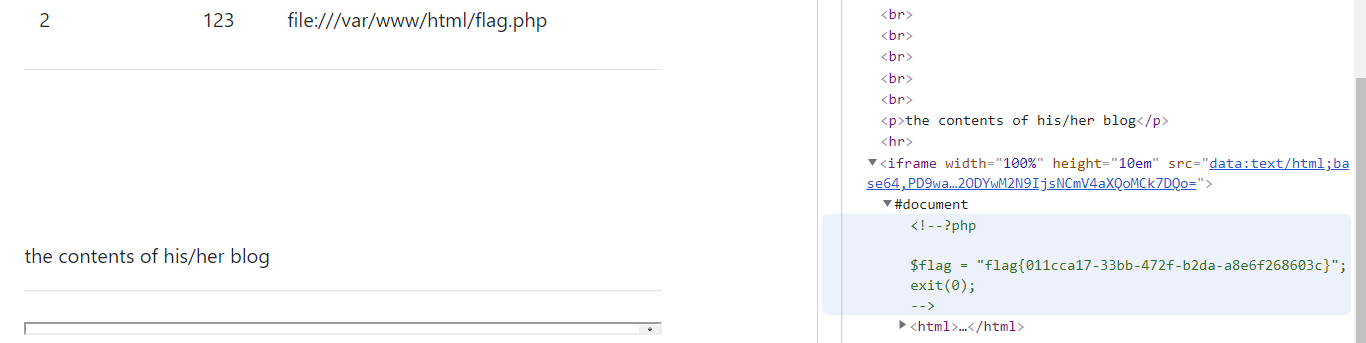 2 123 file:///var/www/html/flag.php
the contents of his/her blog
<br>
<br>
<br>
<br>
<br>
<p>the contents of his/her blog</p>
<hr>
▼<iframe width="100%" height="10em" src="data:text/html;ba
se64,PD9wa…2ODYwM2N9IjsNCmV4aXQoMCk7DQo=">
▼#document
<!--?php
$flag = "flag{011cca17-33bb-472f-b2da-a8e6f268603c}";
exit(0);
-->
▶<html>…</html>